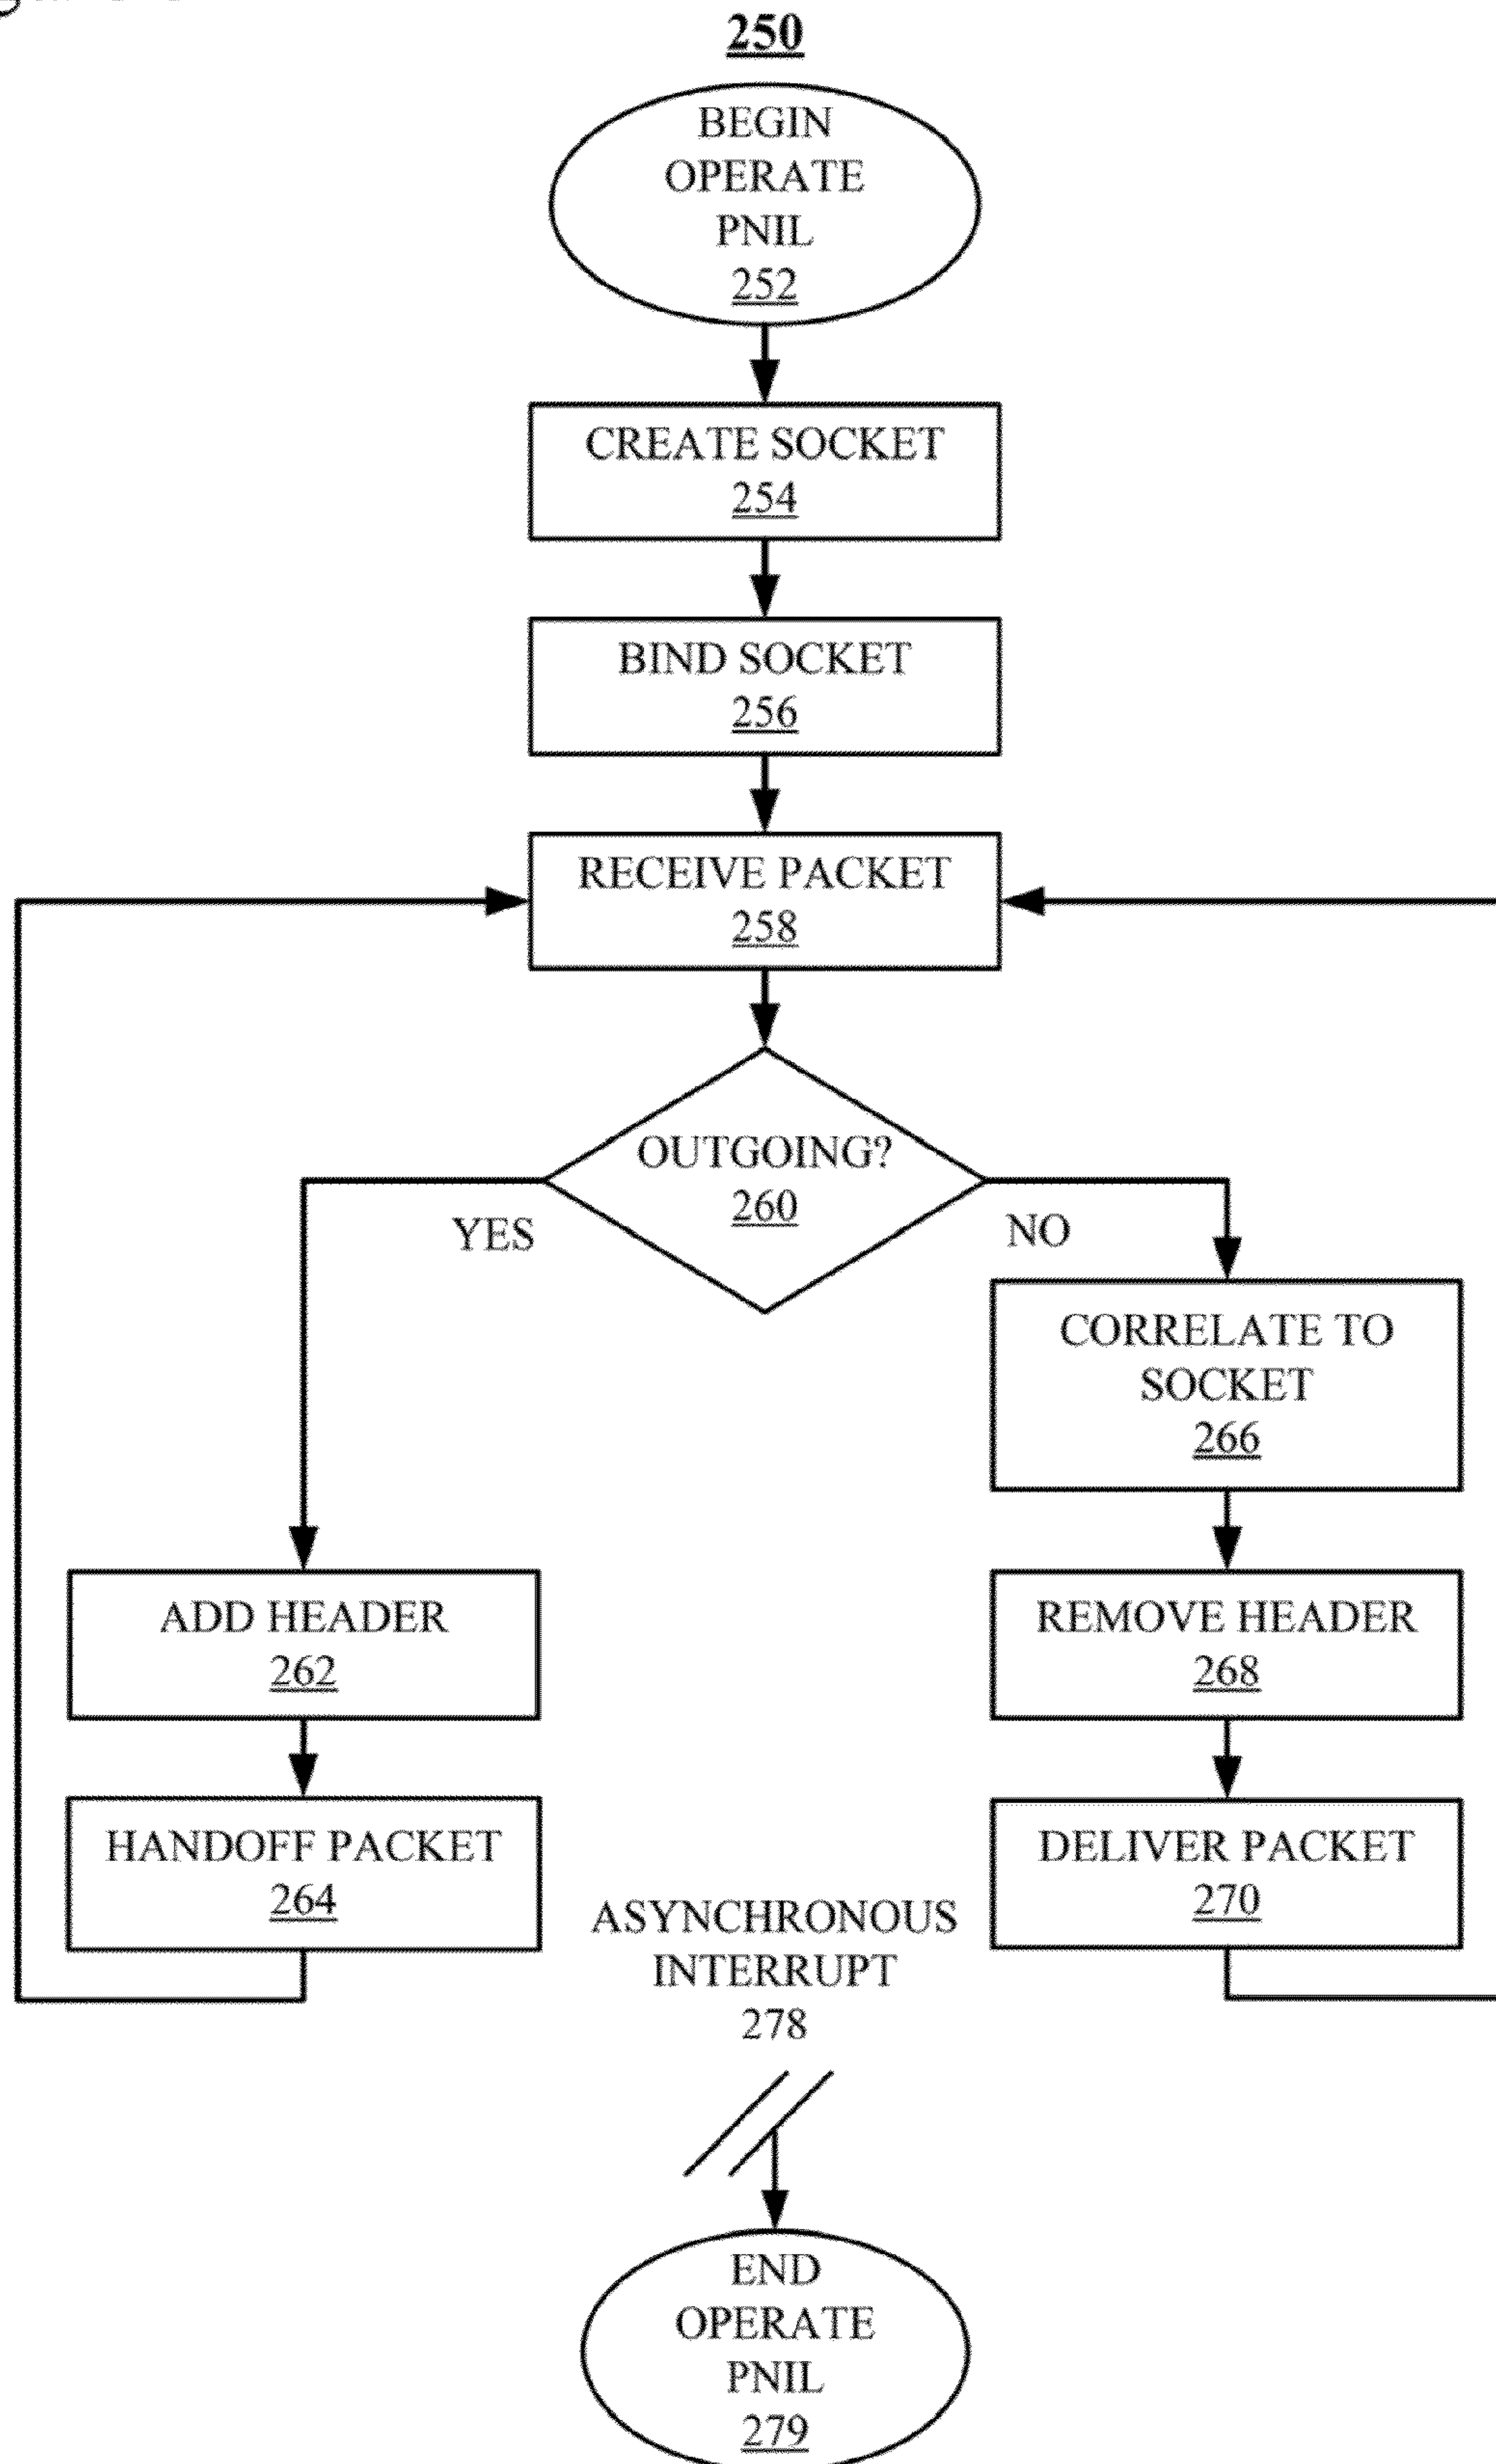 250
BEGIN
OPERATE
PNIL
252
CREATE SOCKET
254
BIND SOCKET
256
RECEIVE PACKET
258
OUTGOING?
260
YES
NO
CORRELATE TO
SOCKET
266
ADD HEADER
262
REMOVE HEADER
268
HANDOFF PACKET
264
DELIVER PACKET
270
ASYNCHRONOUS
INTERRUPT
278
END
OPERATE
PNIL
279